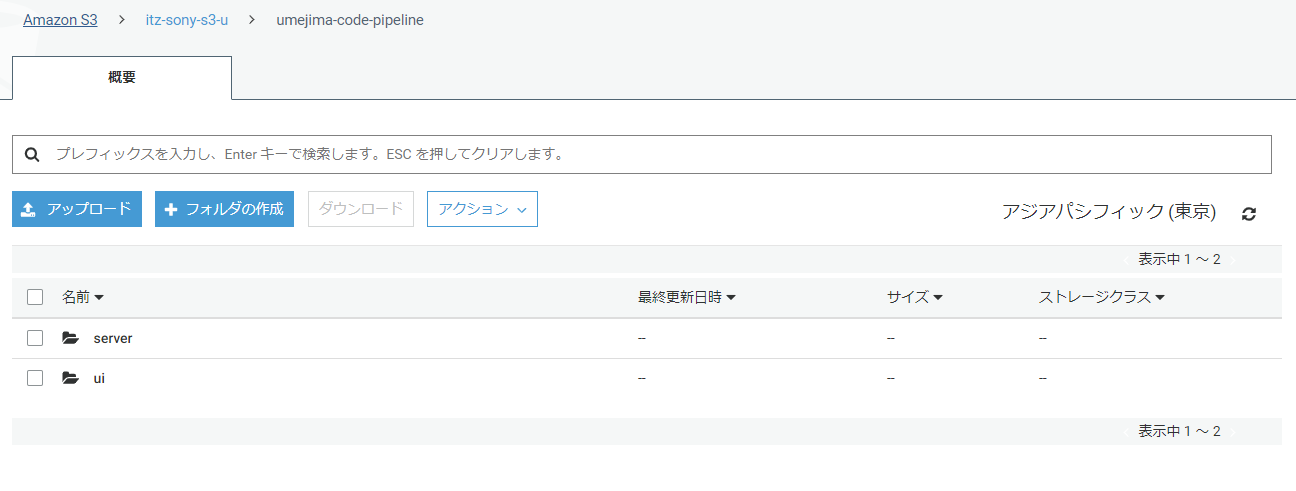 Amazon S3 > itz-sony-s3-u > umejima-code-pipeline
概要
プレフィックスを入力し、Enter キーで検索します。ESC を押してクリアします。
アップロード フォルダの作成 ダウンロード アクション
アジアパシフィック (東京)
表示中 1 ～ 2
名前 最終更新日時 サイズ ストレージクラス
server -- -- --
ui -- -- --
表示中 1 ～ 2